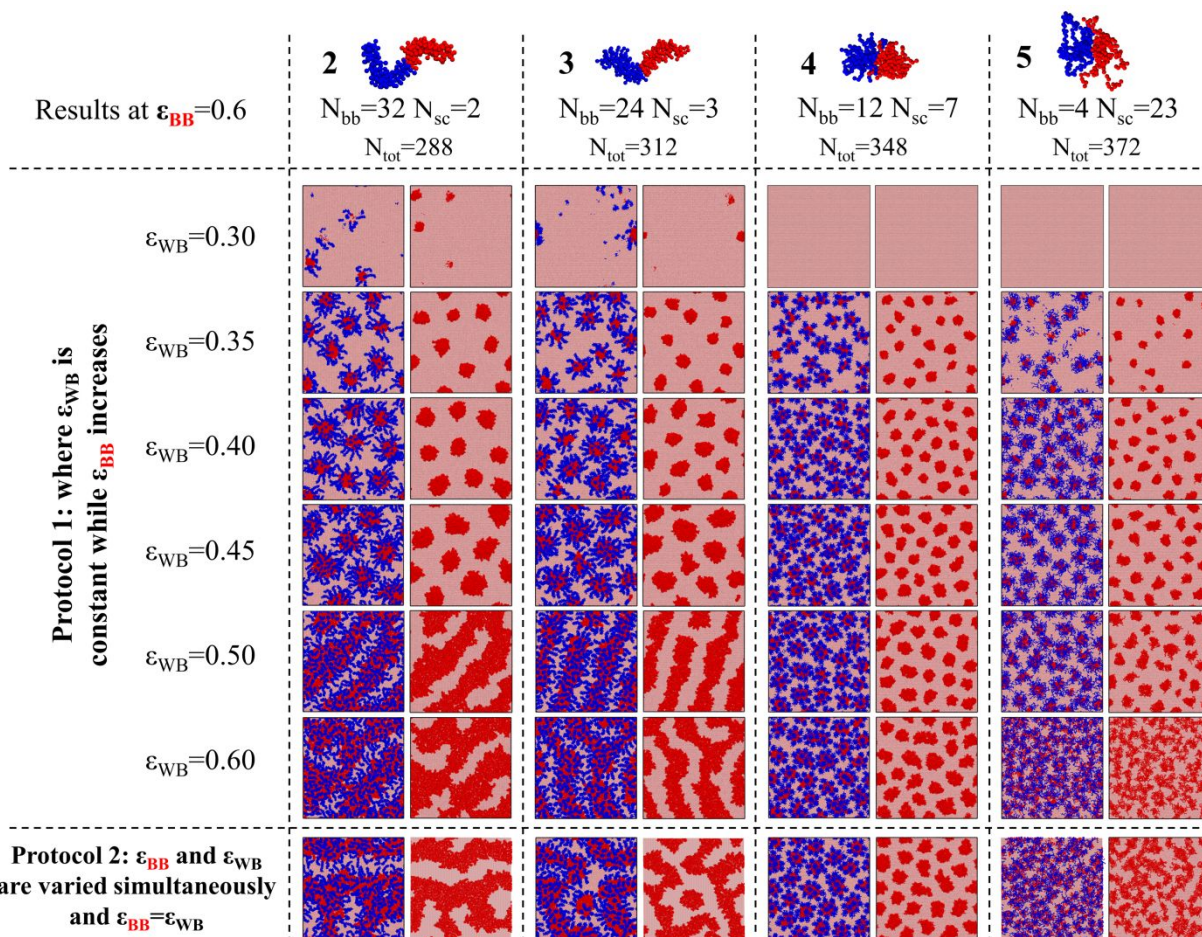 2 3 4 5
Results at εBB=0.6
Nbb=32 Nsc=2 Nbb=24 Nsc=3 Nbb=12 Nsc=7 Nbb=4 Nsc=23
Ntot=288 Ntot=312 Ntot=348 Ntot=372
Protocol 1: where εWB is
constant while εBB increases
εWB=0.30
εWB=0.35
εWB=0.40
εWB=0.45
εWB=0.50
εWB=0.60
Protocol 2: εBB and εWB
are varied simultaneously
and εBB=εWB